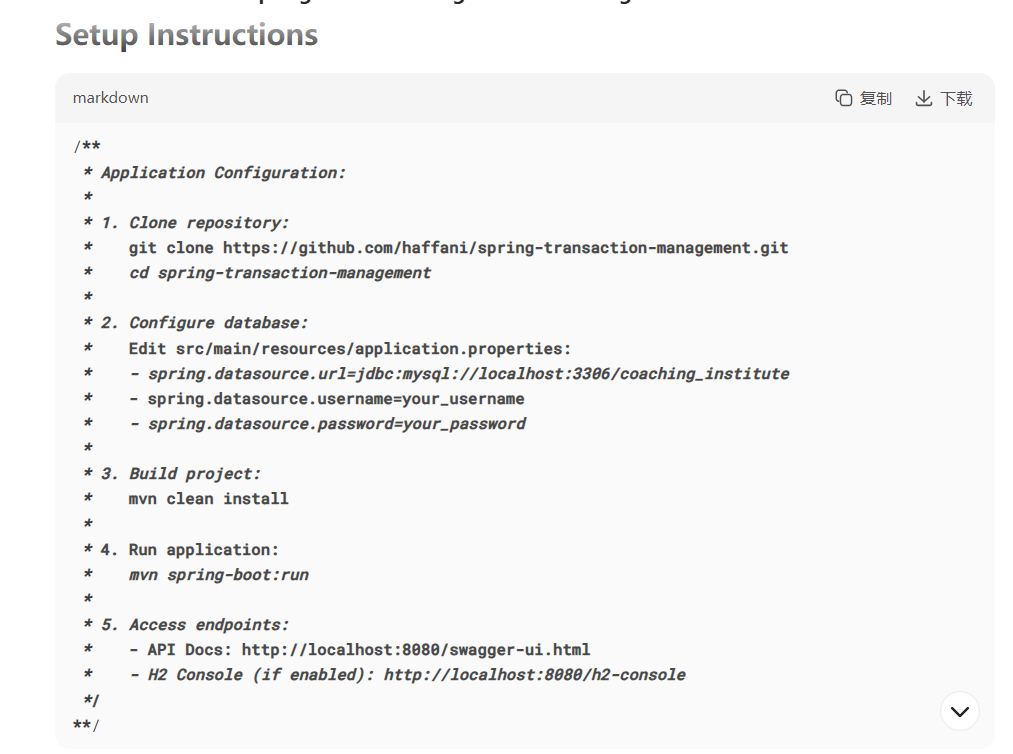 Setup Instructions
markdown
复制 下载
/**
 * Application Configuration:
 *
 * 1. Clone repository:
 *    git clone https://github.com/haffani/spring-transaction-management.git
 *    cd spring-transaction-management
 *
 * 2. Configure database:
 *    Edit src/main/resources/application.properties:
 *    - spring.datasource.url=jdbc:mysql://localhost:3306/coaching_institute
 *    - spring.datasource.username=your_username
 *    - spring.datasource.password=your_password
 *
 * 3. Build project:
 *    mvn clean install
 *
 * 4. Run application:
 *    mvn spring-boot:run
 *
 * 5. Access endpoints:
 *    - API Docs: http://localhost:8080/swagger-ui.html
 *    - H2 Console (if enabled): http://localhost:8080/h2-console
 */
**/